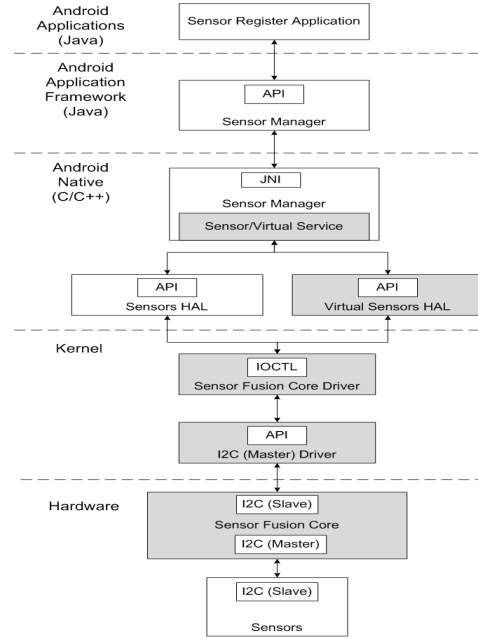 Android
Applications
(Java)
Sensor Register Application
Android
Application
Framework
(Java)
API
Sensor Manager
Android
Native
(C/C++)
JNI
Sensor Manager
Sensor/Virtual Service
API
Sensors HAL
API
Virtual Sensors HAL
Kernel
IOCTL
Sensor Fusion Core Driver
API
I2C (Master) Driver
Hardware
I2C (Slave)
Sensor Fusion Core
I2C (Master)
I2C (Slave)
Sensors